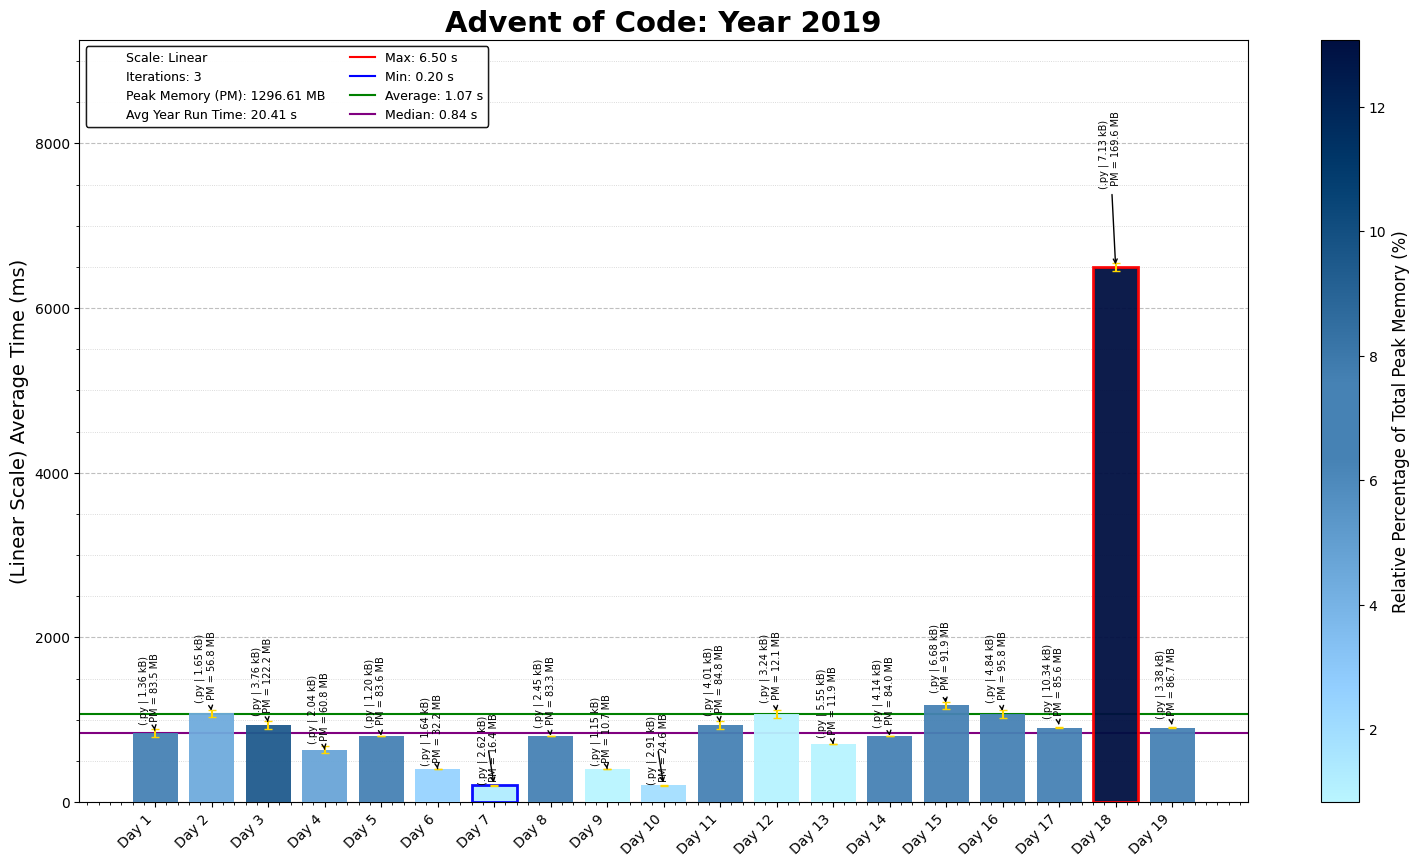 Advent of Code: Year 2019
Scale: Linear
Iterations: 3
Peak Memory (PM): 1296.61 MB
Avg Year Run Time: 20.41 s
Max: 6.50 s
Min: 0.20 s
Average: 1.07 s
Median: 0.84 s
(Linear Scale) Average Time (ms)
8000
6000
4000
2000
0
(.py | 1.36 kB)
PM = 83.5 MB
(.py | 1.65 kB)
PM = 56.8 MB
(.py | 3.76 kB)
PM = 122.2 MB
(.py | 2.04 kB)
PM = 60.8 MB
(.py | 1.20 kB)
PM = 83.6 MB
(.py | 1.64 kB)
PM = 32.2 MB
(.py | 2.62 kB)
PM = 16.4 MB
(.py | 2.45 kB)
PM = 83.3 MB
(.py | 1.15 kB)
PM = 10.7 MB
(.py | 2.91 kB)
PM = 24.6 MB
(.py | 4.01 kB)
PM = 84.8 MB
(.py | 3.24 kB)
PM = 12.1 MB
(.py | 5.55 kB)
PM = 11.9 MB
(.py | 4.14 kB)
PM = 84.0 MB
(.py | 6.68 kB)
PM = 91.9 MB
(.py | 4.84 kB)
PM = 95.8 MB
(.py | 10.34 kB)
PM = 85.6 MB
(.py | 7.13 kB)
PM = 169.6 MB
(.py | 3.38 kB)
PM = 86.7 MB
Day 1
Day 2
Day 3
Day 4
Day 5
Day 6
Day 7
Day 8
Day 9
Day 10
Day 11
Day 12
Day 13
Day 14
Day 15
Day 16
Day 17
Day 18
Day 19
12
10
8
6
4
2
Relative Percentage of Total Peak Memory (%)